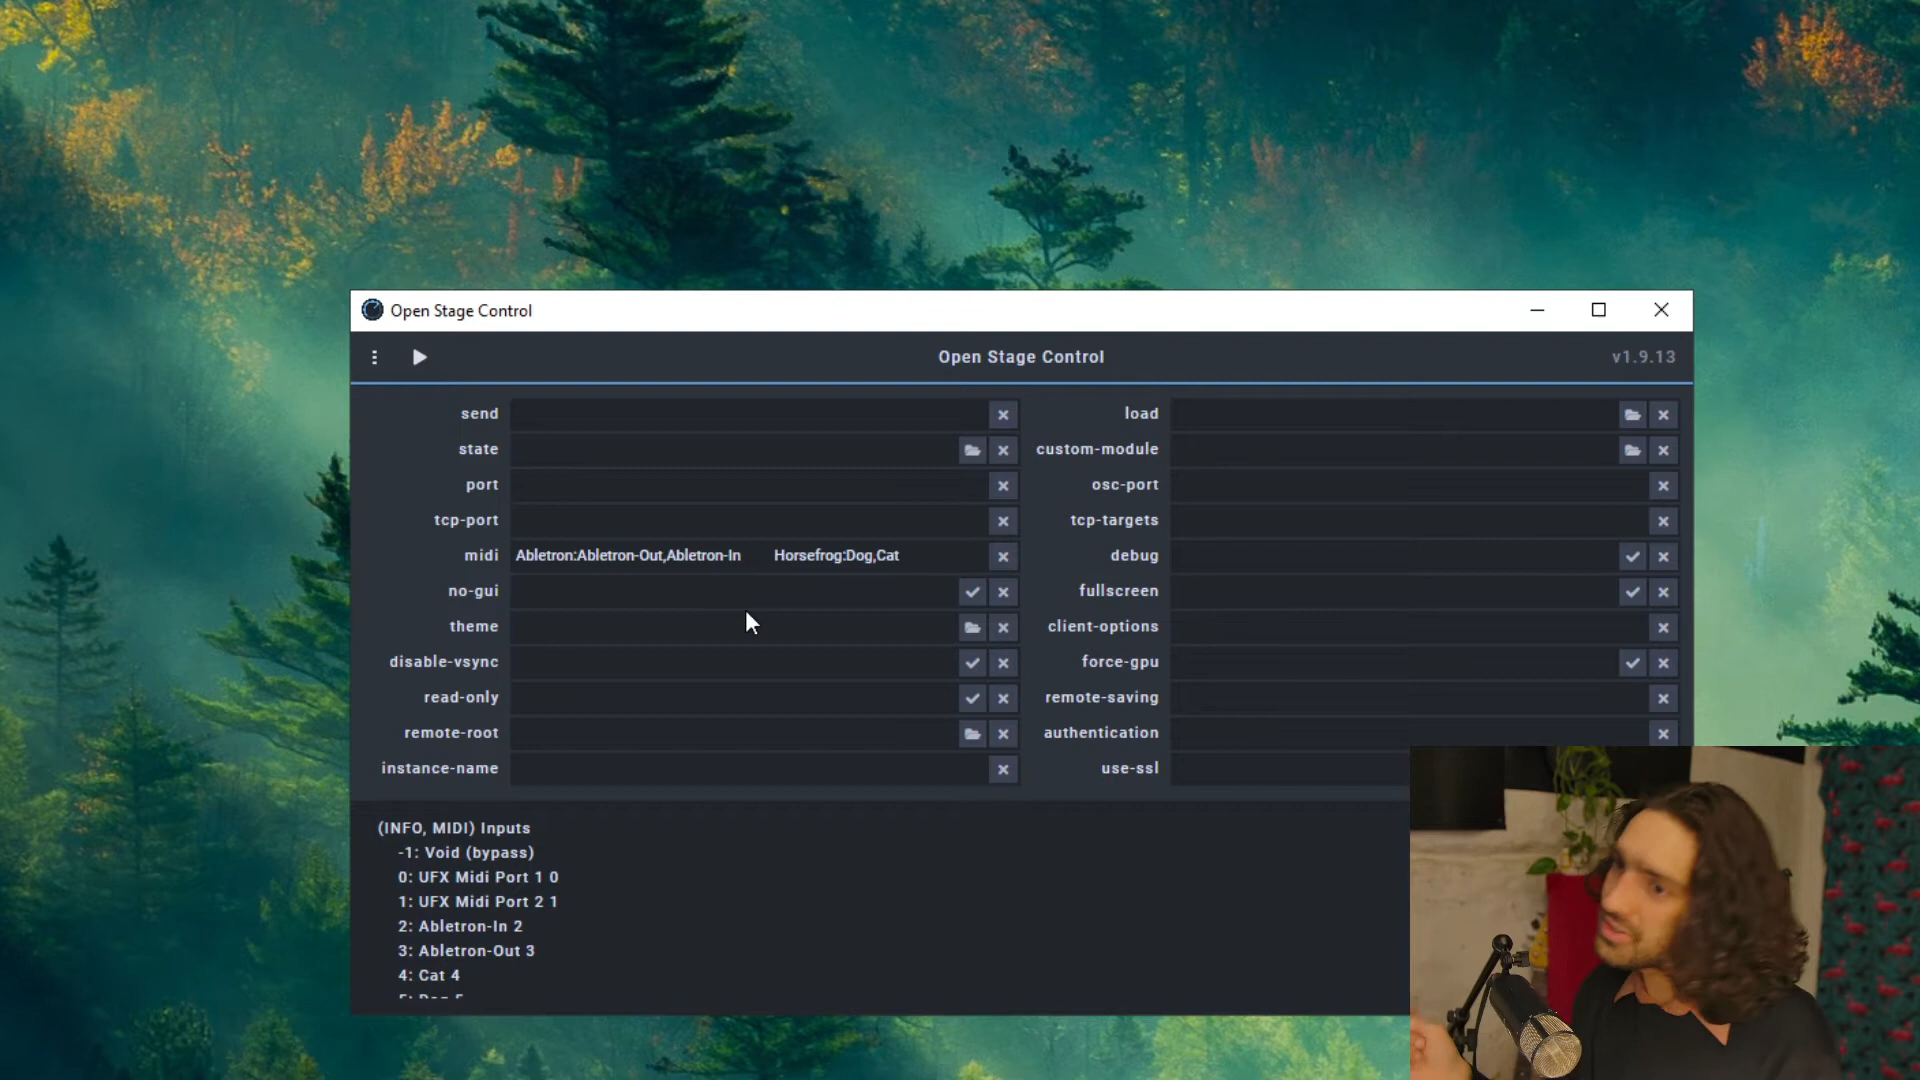 Open Stage Control
Open Stage Control
v1.9.13
send
load
state
custom-module
port
osc-port
tcp-port
tcp-targets
midi Abletron:Abletron-Out,Abletron-In Horsefrog:Dog,Cat
debug
no-gui
fullscreen
theme
client-options
disable-vsync
force-gpu
read-only
remote-saving
remote-root
authentication
instance-name
use-ssl
(INFO, MIDI) Inputs
-1: Void (bypass)
0: UFX Midi Port 1 0
1: UFX Midi Port 2 1
2: Abletron-In 2
3: Abletron-Out 3
4: Cat 4